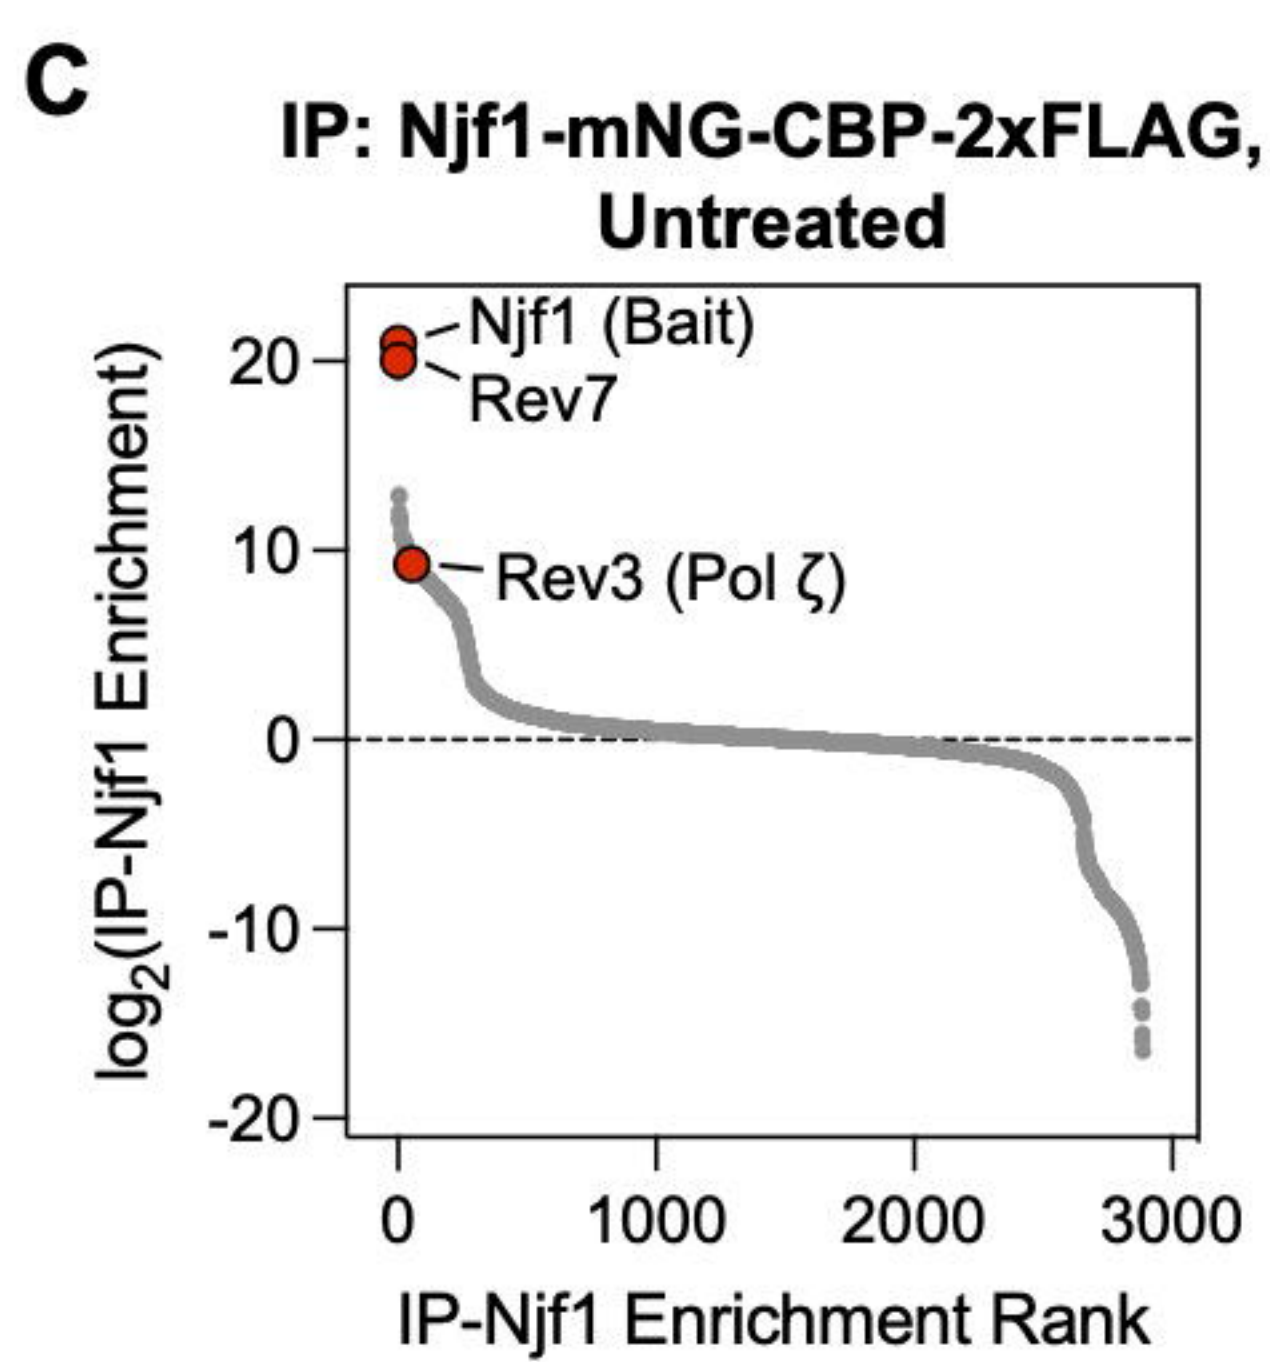 C
IP: Njf1-mNG-CBP-2xFLAG,
Untreated
log₂(IP-Njf1 Enrichment)
20
10
0
-10
-20
Njf1 (Bait)
Rev7
Rev3 (Pol ζ)
0 1000 2000 3000
IP-Njf1 Enrichment Rank